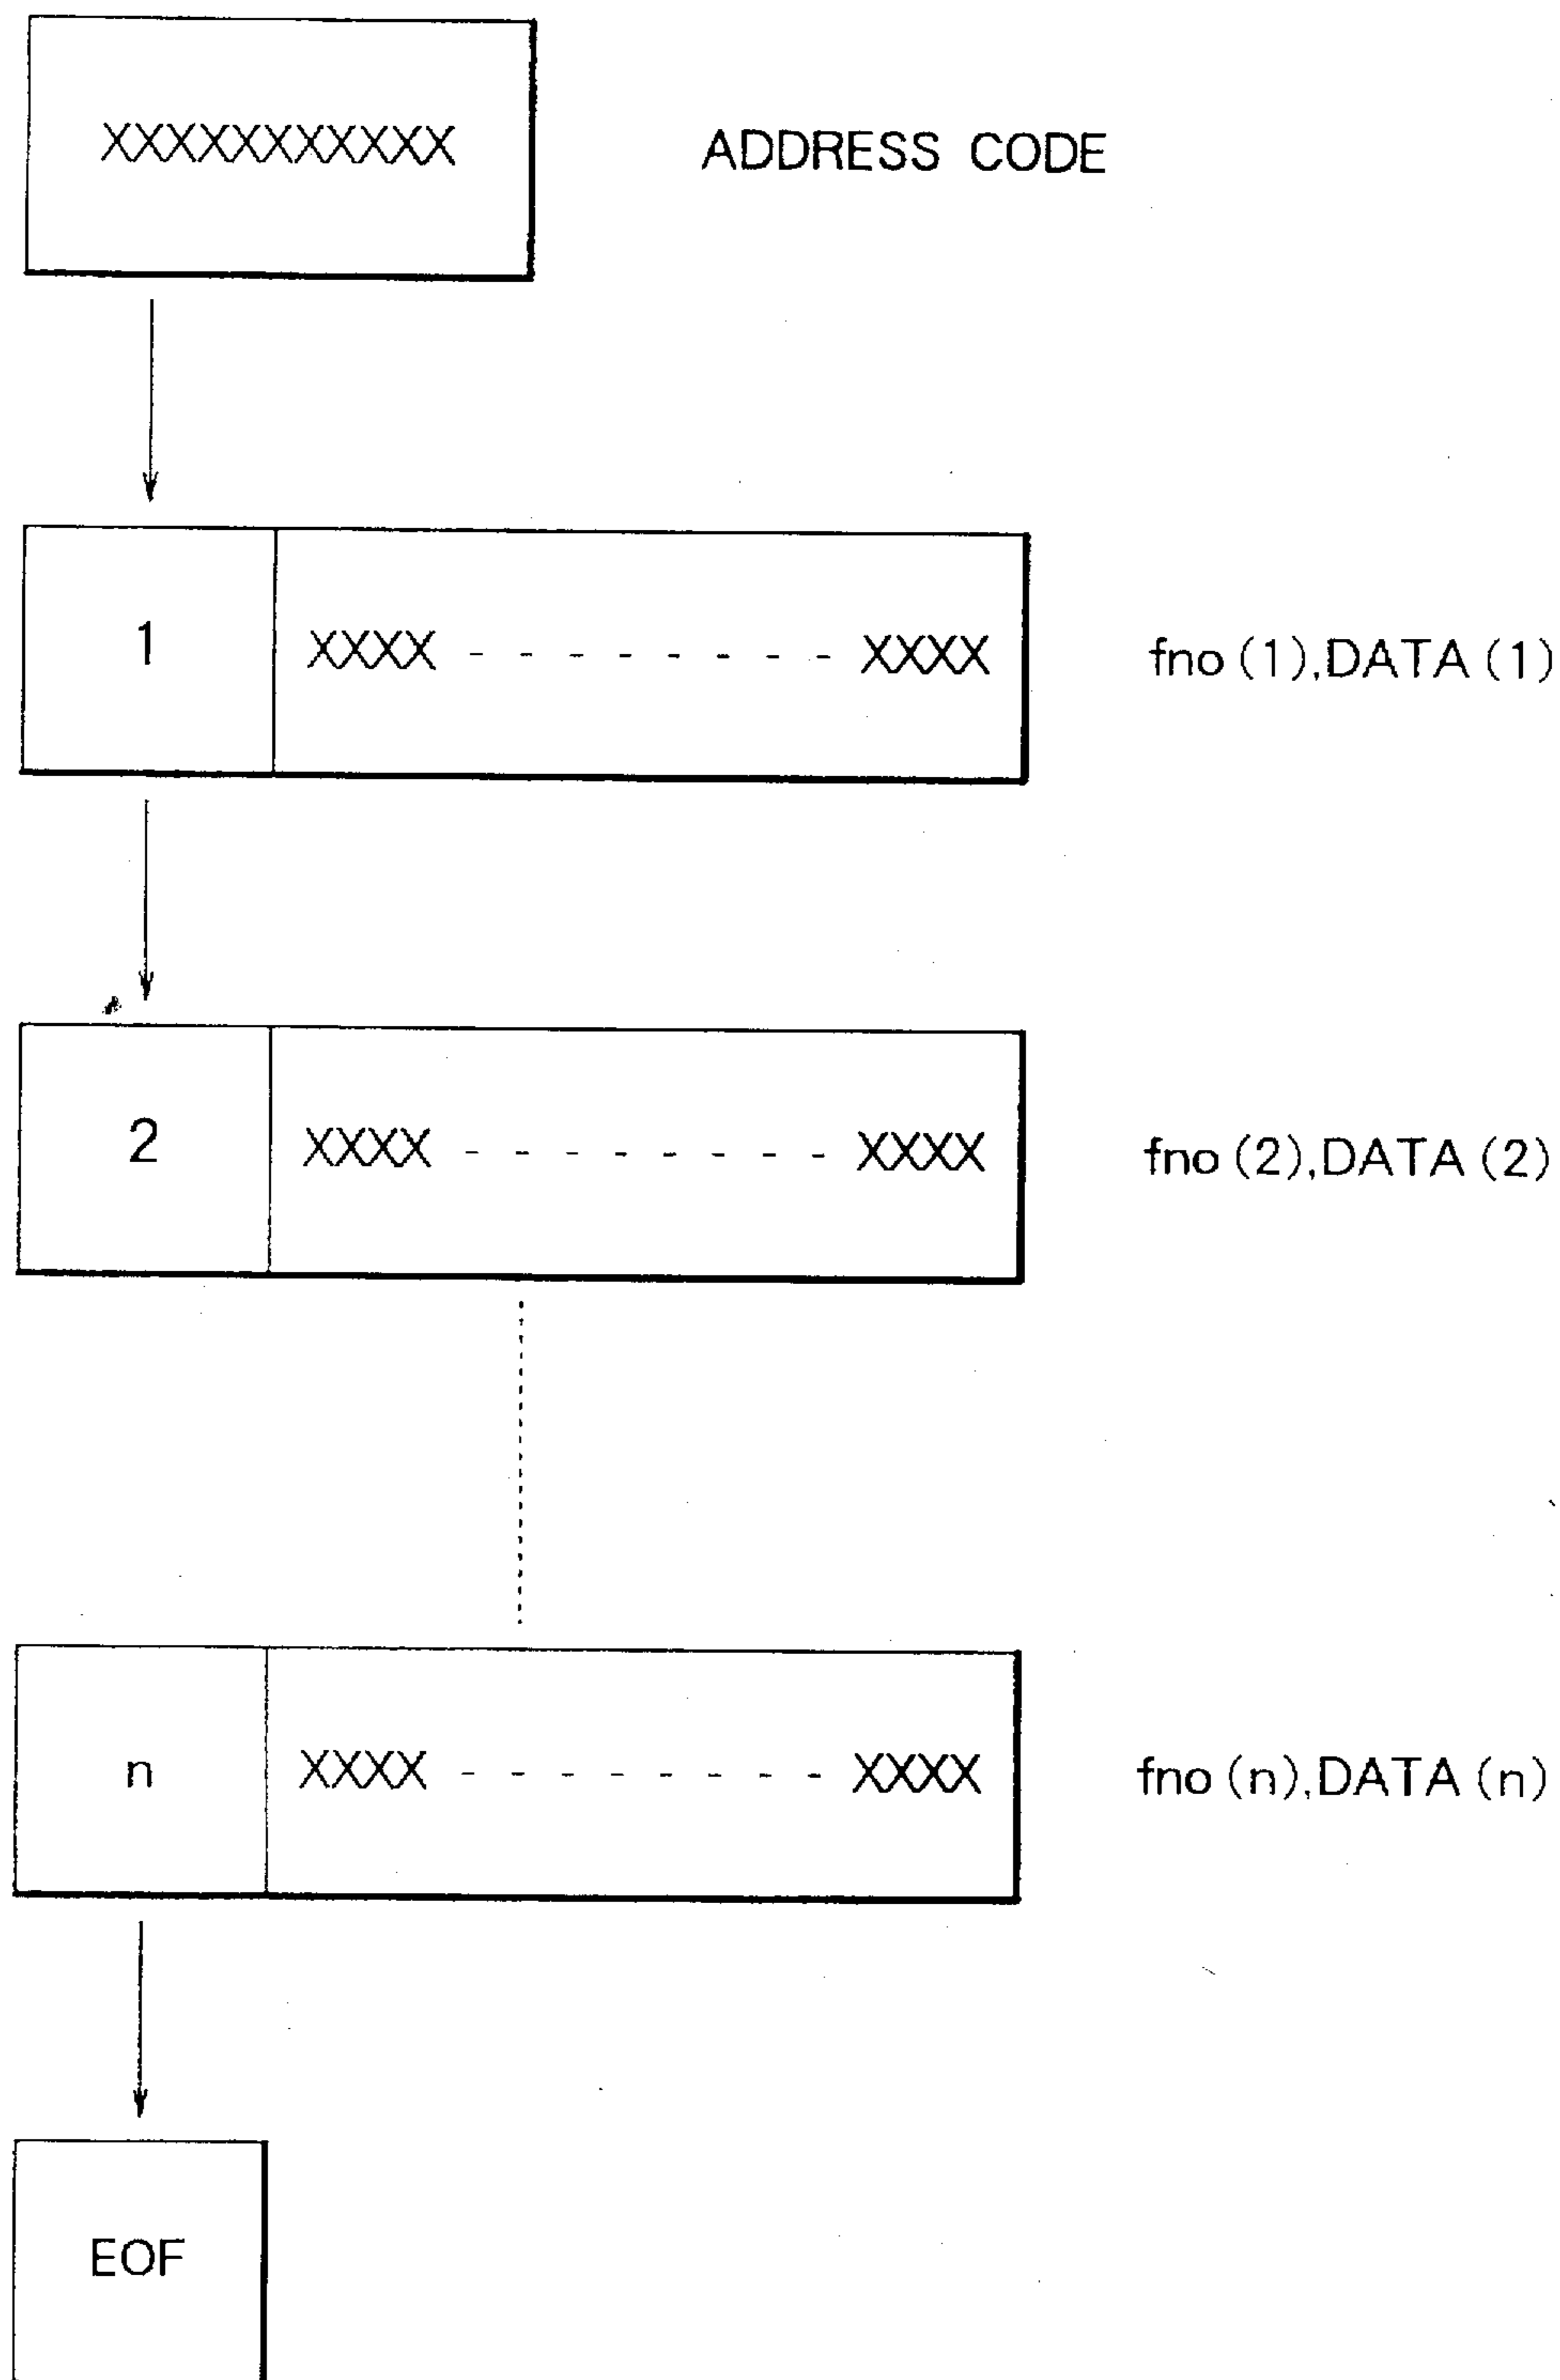 XXXXXXXXXXX ADDRESS CODE
1 XXXX - - - - - - - - XXXX fno (1),DATA (1)
2 XXXX - - - - - - - - XXXX fno (2),DATA (2)
n XXXX - - - - - - - - XXXX fno (n),DATA (n)
EOF